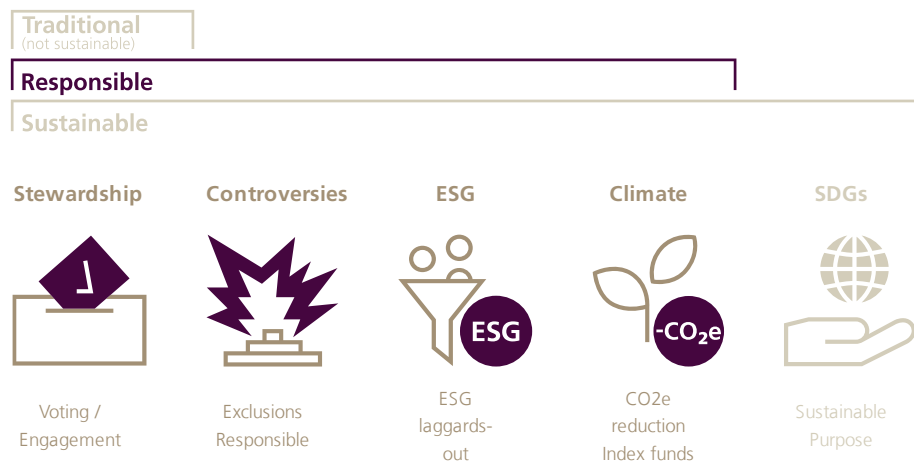 Traditional
(not sustainable)
Responsible
Sustainable
Stewardship
Controversies
ESG
Climate
SDGs
ESG
-CO₂e
Voting /
Engagement
Exclusions
Responsible
ESG
laggards-
out
CO2e
reduction
Index funds
Sustainable
Purpose